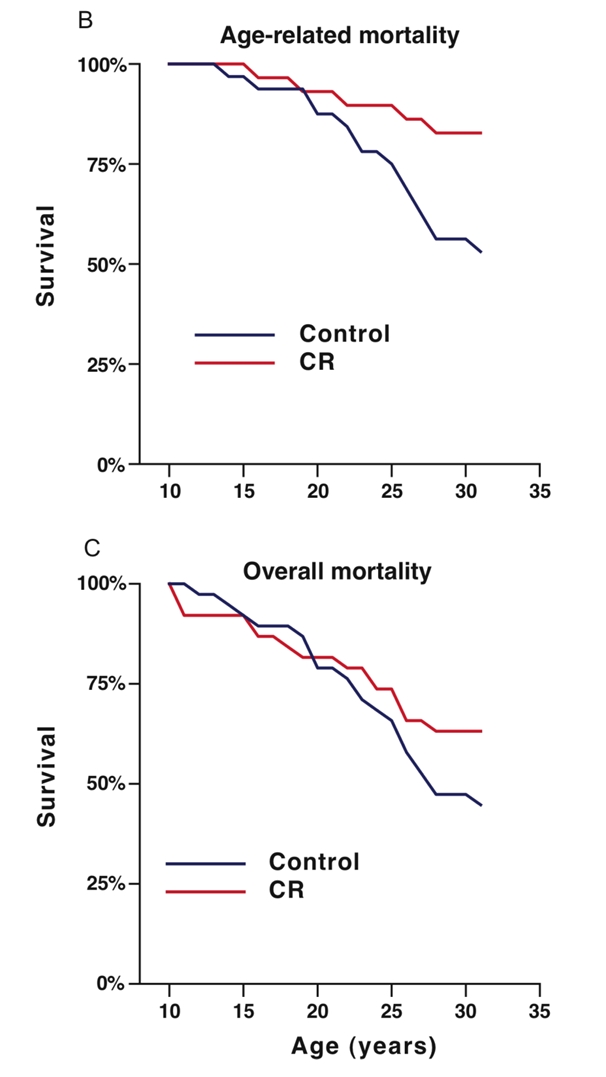 B
Age-related mortality
100%
75%
50%
25%
0%
Survival
Control
CR
10 15 20 25 30 35
C
Overall mortality
100%
75%
50%
25%
0%
Survival
Control
CR
10 15 20 25 30 35
Age (years)